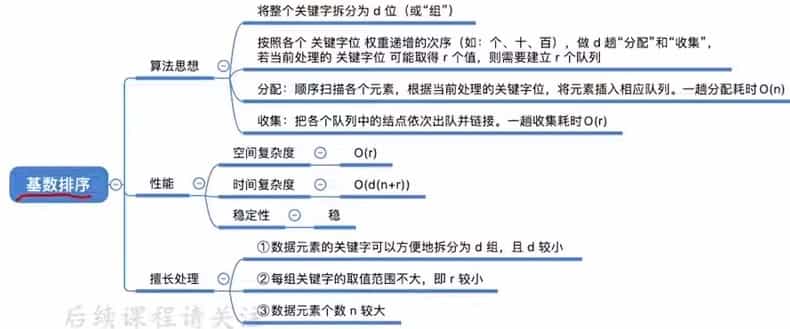 将整个关键字拆分为 d 位（或“组”）
按照各个 关键字位 权重递增的次序（如：个、十、百），做 d 趟“分配”和“收集”，
若当前处理的 关键字位 可能取得 r 个值，则需要建立 r 个队列
算法思想
分配：顺序扫描各个元素，根据当前处理的关键字位，将元素插入相应队列。一趟分配耗时O(n)
收集：把各个队列中的结点依次出队并链接。一趟收集耗时O(r)
基数排序
空间复杂度
O(r)
性能
时间复杂度
O(d(n+r))
稳定性
稳
①数据元素的关键字可以方便地拆分为 d 组，且 d 较小
擅长处理
②每组关键字的取值范围不大，即 r 较小
③数据元素个数 n 较大
后续课程请关注